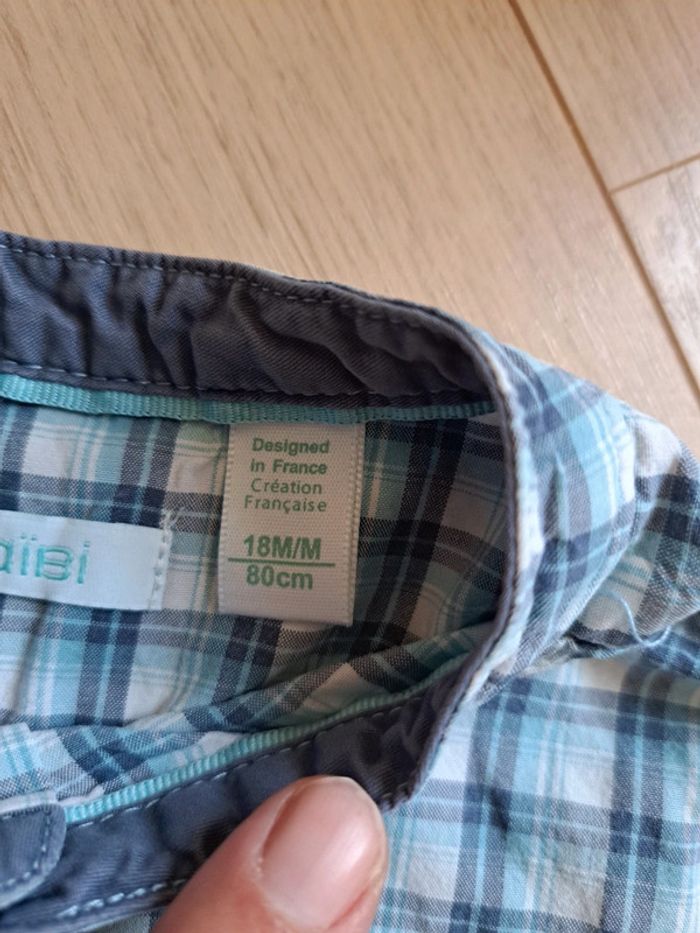 Designed
in France
Création
Française
18M/M
80cm